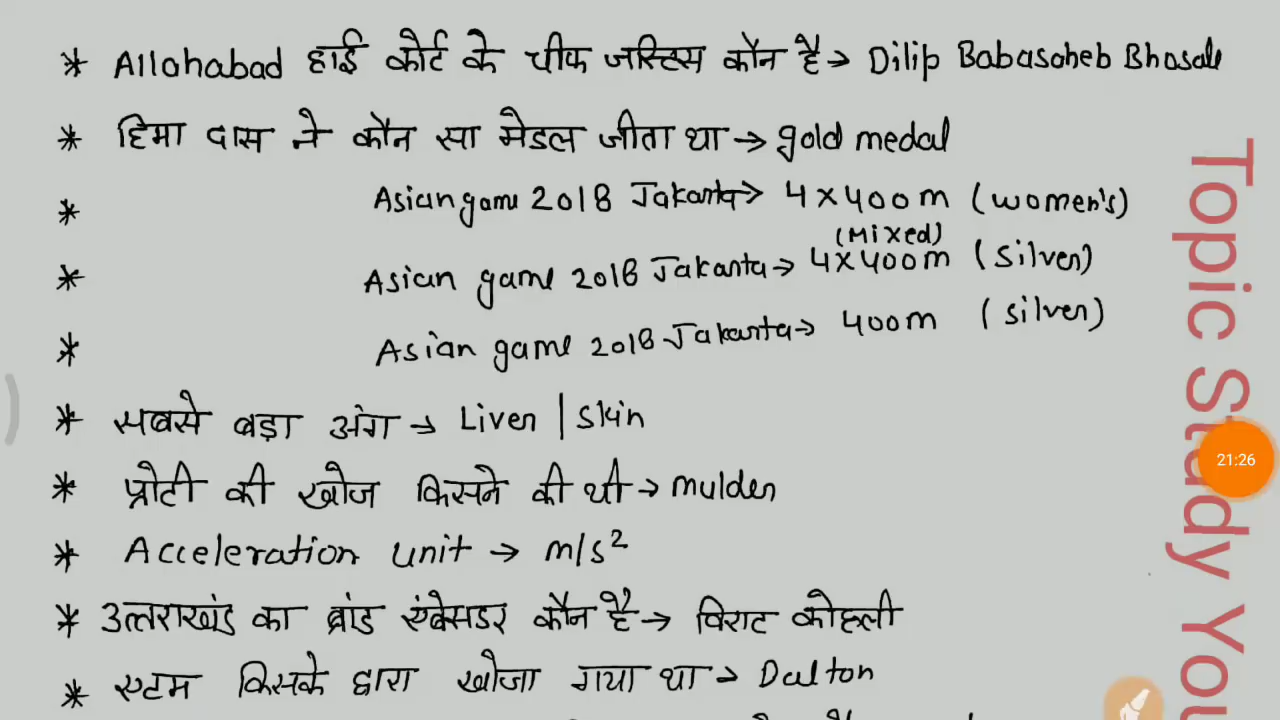 * Allahabad हाई कोर्ट के चीफ जस्टिस कौन है → Dilip Babasaheb Bhosale
* हिमा दास ने कौन सा मेडल जीता था → gold medal
* Asian game 2018 Jakarta → 4 × 400m (women's)
(Mixed)
* Asian game 2018 Jakarta → 4 × 400m (silver)
* Asian game 2018 Jakarta → 400m (silver)
* सबसे बड़ा अंग → Liver | Skin
* प्रोटी की खोज किसने की थी → mulder
* Acceleration unit → m/s²
* उत्तराखंड का ब्रांड एंबेसडर कौन है → विराट कोहली
* एटम किसके द्वारा खोजा गया था → Dalton
Topic Study You
21:26